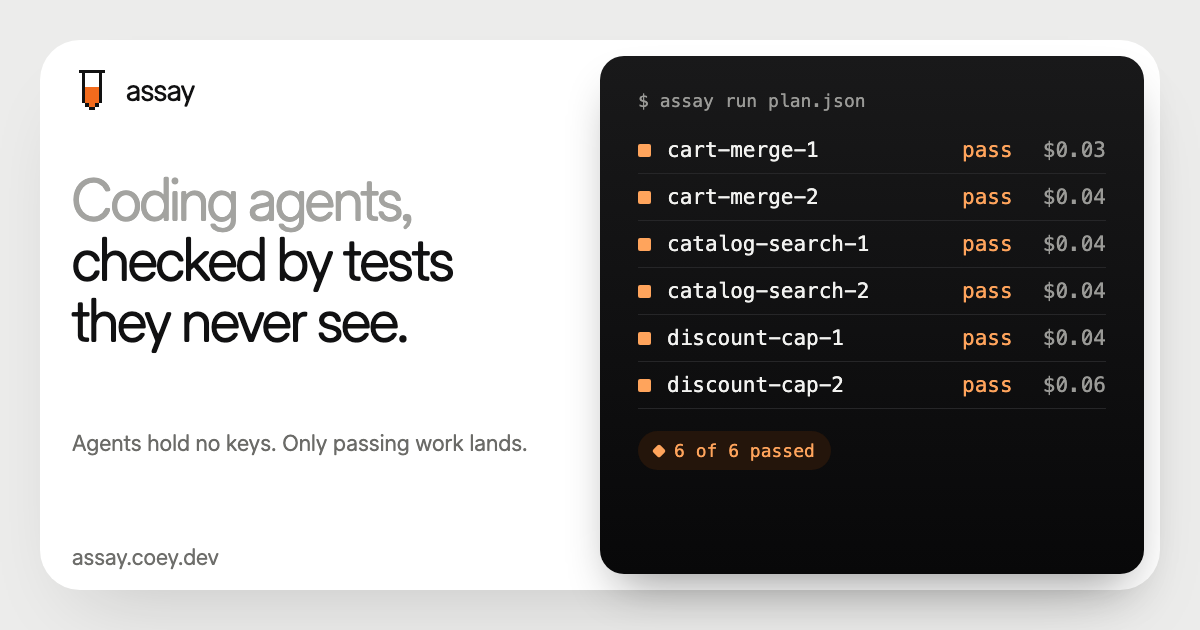 assay
Coding agents,
checked by tests
they never see.
Agents hold no keys. Only passing work lands.
assay.coey.dev
$ assay run plan.json
cart-merge-1 pass $0.03
cart-merge-2 pass $0.04
catalog-search-1 pass $0.04
catalog-search-2 pass $0.04
discount-cap-1 pass $0.04
discount-cap-2 pass $0.06
6 of 6 passed